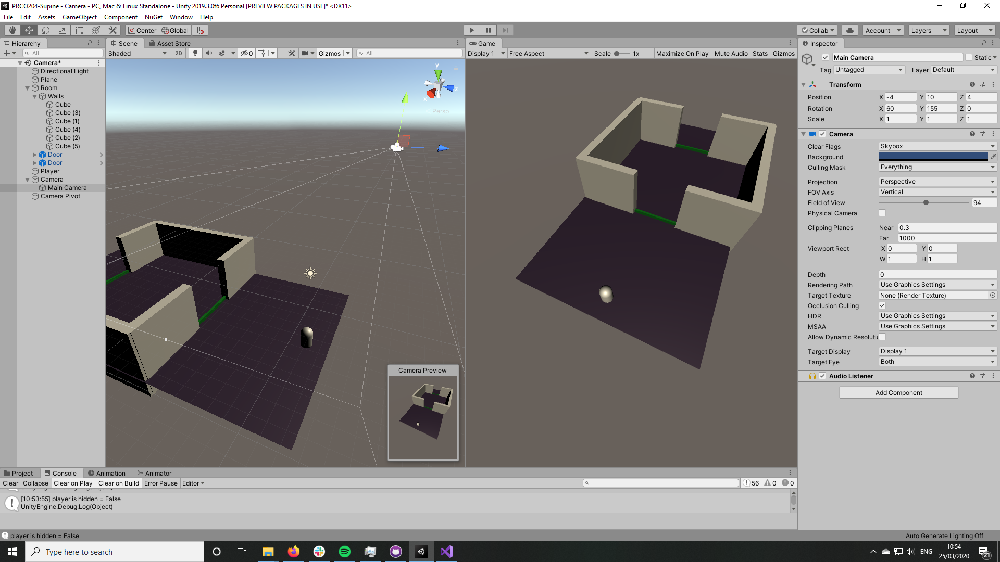 PRCO204-Supine - Camera - PC, Mac & Linux Standalone - Unity 2019.3.0f6 Personal [PREVIEW PACKAGES IN USE]* <DX11>
File Edit Assets GameObject Component NuGet Window Help
Center Global Collab Account Layers Layout
Hierarchy
All
Camera*
Directional Light
Plane
Room
Walls
Cube
Cube (3)
Cube (1)
Cube (4)
Cube (2)
Cube (5)
Door
Door
Player
Camera
Main Camera
Camera Pivot
Scene Asset Store
Shaded 2D 0 Gizmos All
y
z
x
Persp
Camera Preview
Game
Display 1 Free Aspect Scale 1x Maximize On Play Mute Audio Stats Gizmos
Inspector
Main Camera Static
Tag Untagged Layer Default
Transform
Position X -4 Y 10 Z 4
Rotation X 60 Y 155 Z 0
Scale X 1 Y 1 Z 1
Camera
Clear Flags Skybox
Background
Culling Mask Everything
Projection Perspective
FOV Axis Vertical
Field of View 94
Physical Camera
Clipping Planes Near 0.3
Far 1000
Viewport Rect X 0 Y 0
W 1 H 1
Depth 0
Rendering Path Use Graphics Settings
Target Texture None (Render Texture)
Occlusion Culling
HDR Use Graphics Settings
MSAA Use Graphics Settings
Allow Dynamic Resoluti
Target Display Display 1
Target Eye Both
Audio Listener
Add Component
Project Console Animation Animator
Clear Collapse Clear on Play Clear on Build Error Pause Editor 56 0 0
UnityEngine.Debug:Log(Object)
[10:53:55] player is hidden = False
UnityEngine.Debug:Log(Object)
player is hidden = False
Auto Generate Lighting Off
Type here to search
ENG
10:54
25/03/2020
21